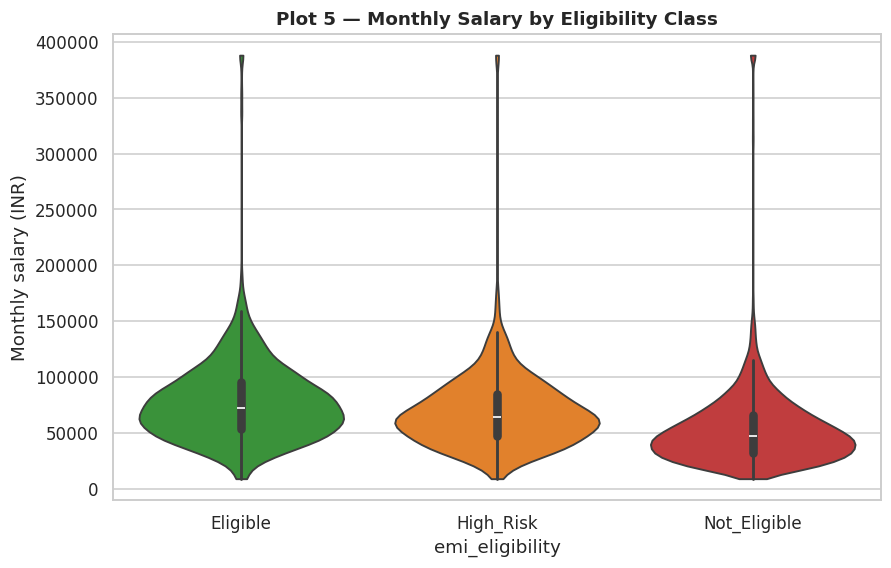 Plot 5 — Monthly Salary by Eligibility Class
400000
350000
300000
250000
200000
150000
100000
50000
0
Monthly salary (INR)
Eligible High_Risk Not_Eligible
emi_eligibility